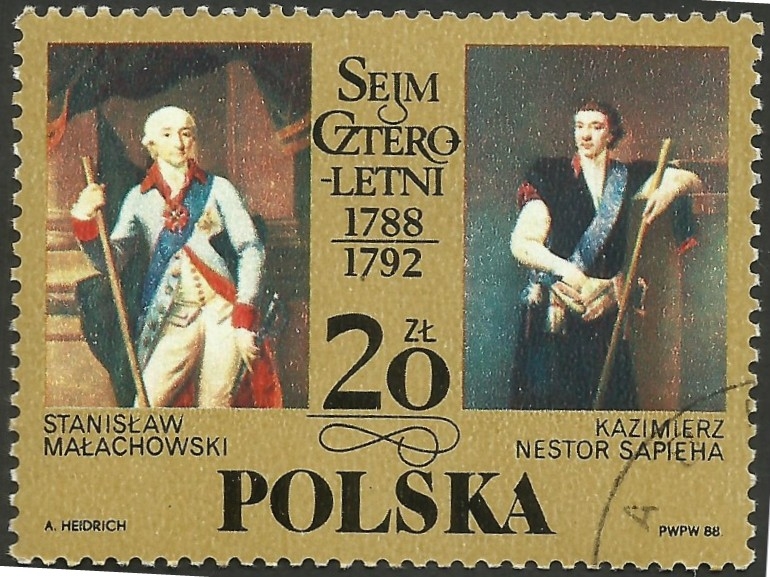 SEJM
CZTERO-
-LETNI
1788
1792
20 ZŁ
STANISŁAW
MAŁACHOWSKI
KAZIMIERZ
NESTOR SAPIEHA
POLSKA
A. HEIDRICH
PWPW 88.
A